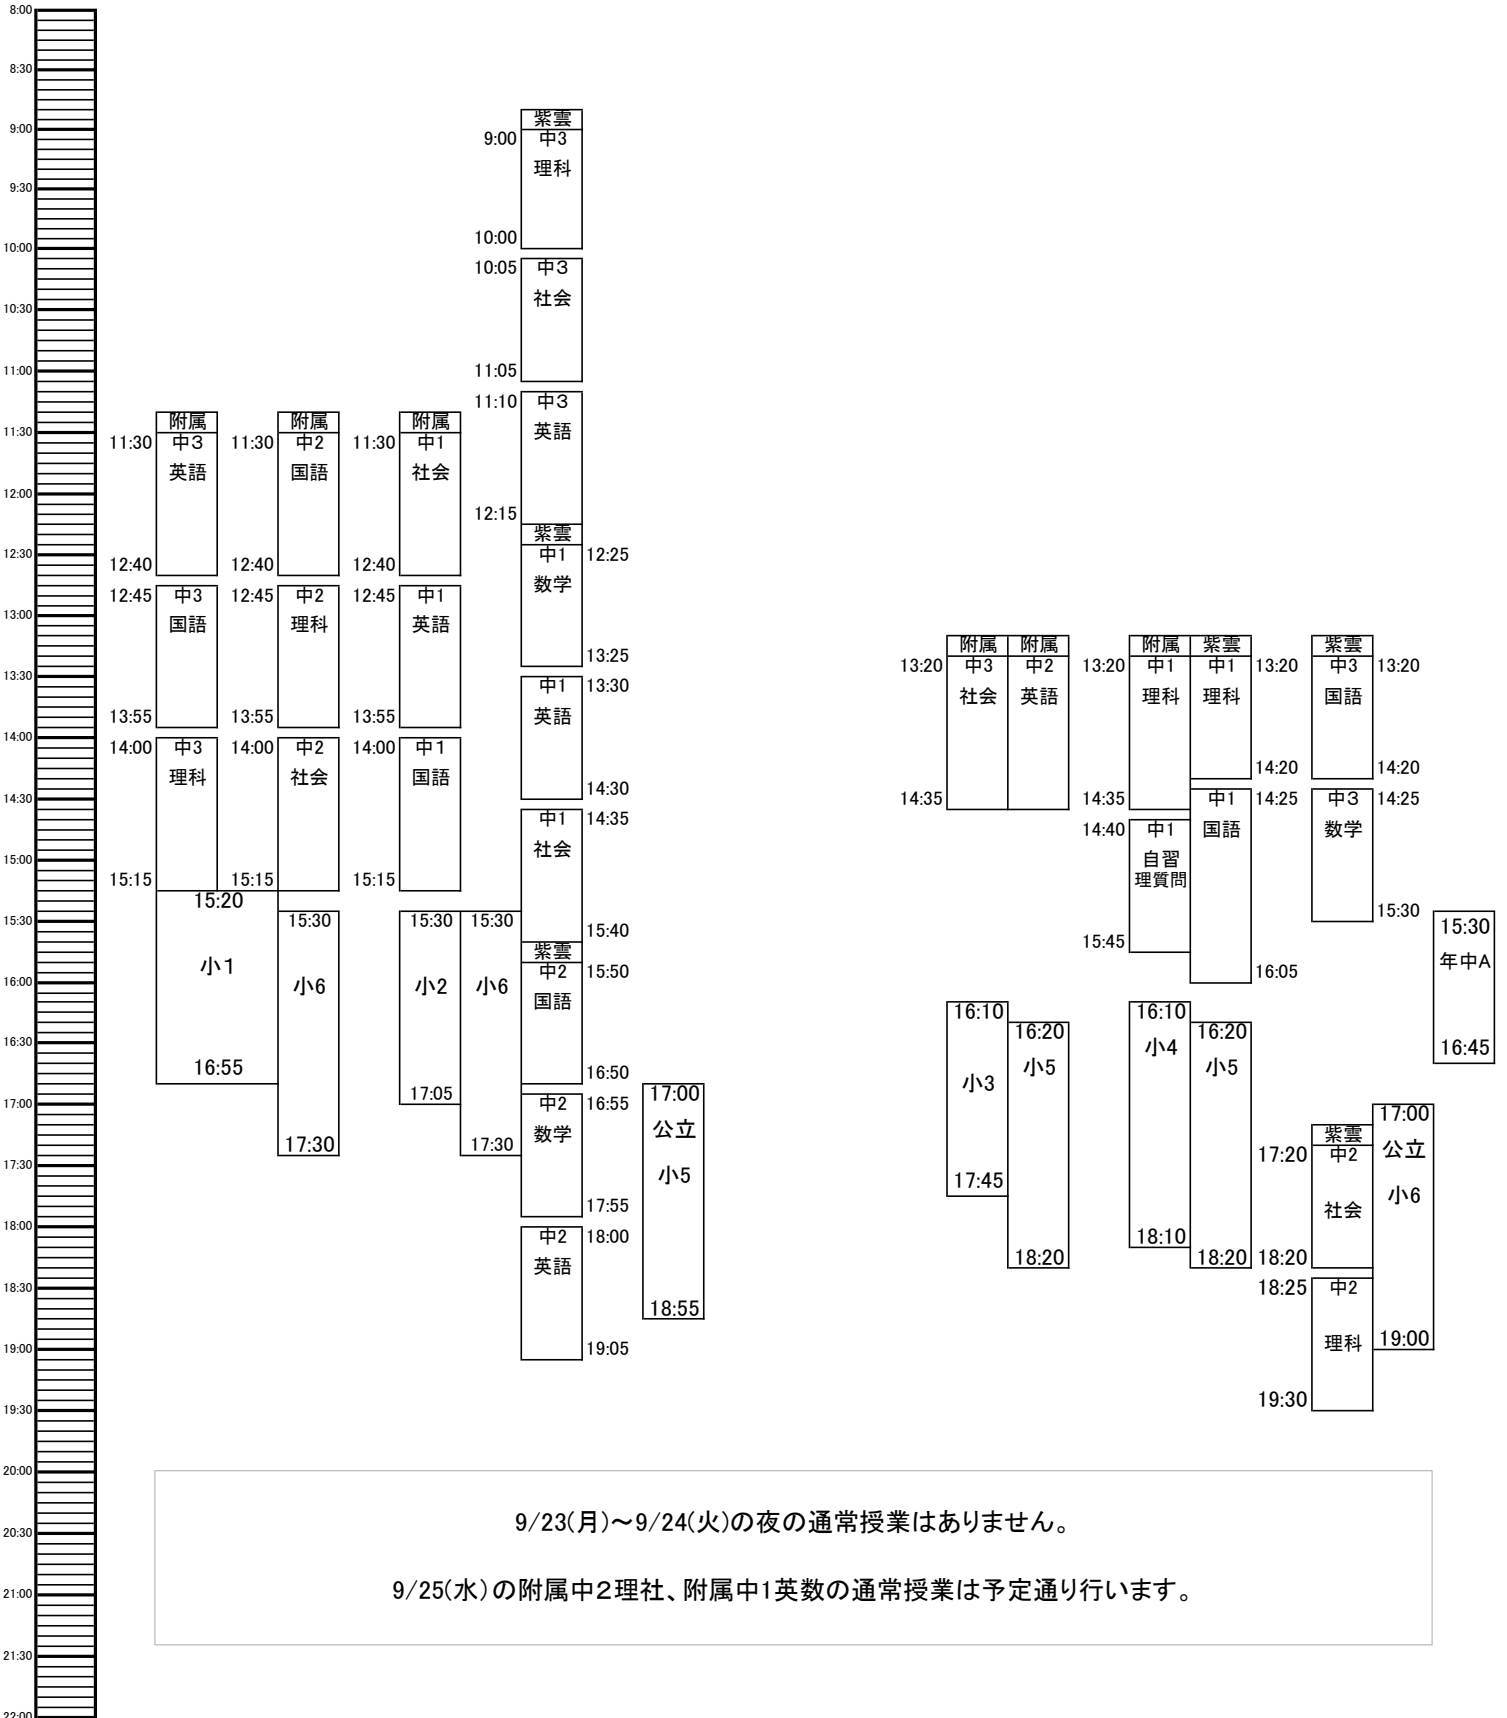 8:00
8:30
9:00
9:30
10:00
10:30
11:00
11:30
12:00
12:30
13:00
13:30
14:00
14:30
15:00
15:30
16:00
16:30
17:00
17:30
18:00
18:30
19:00
19:30
20:00
20:30
21:00
21:30
22:00
附属
11:30 中3
英語
12:40
12:45 中3
国語
13:55
14:00 中3
理科
15:15
15:20
小1
16:55
附属
11:30 中2
国語
12:40
12:45 中2
理科
13:55
14:00 中2
社会
15:15
15:30
小6
17:30
附属
11:30 中1
社会
12:40
12:45 中1
英語
13:55
14:00 中1
国語
15:15
15:30
小2
17:05
15:30
小6
17:30
紫雲
9:00 中3
理科
10:00
10:05 中3
社会
11:05
11:10 中3
英語
12:15
紫雲
中1 12:25
数学
13:25
中1 13:30
英語
14:30
中1 14:35
社会
15:40
紫雲
中2 15:50
国語
16:50
中2 16:55
数学
17:55
中2 18:00
英語
19:05
17:00
公立
小5
18:55
附属
13:20 中3
社会
14:35
16:10
小3
17:45
附属
中2
英語
16:20
小5
18:20
附属
13:20 中1
理科
14:35
14:40 中1
自習
理質問
15:45
16:10
小4
18:10
紫雲
中1 13:20
理科
14:20
中1 14:25
国語
16:05
16:20
小5
18:20
紫雲
中3 13:20
国語
14:20
中3 14:25
数学
15:30
紫雲
17:20 中2
社会
18:20
18:25 中2
理科
19:30
17:00
公立
小6
19:00
15:30
年中A
16:45
9/23(月)～9/24(火)の夜の通常授業はありません。
9/25(水)の附属中2理社、附属中1英数の通常授業は予定通り行います。